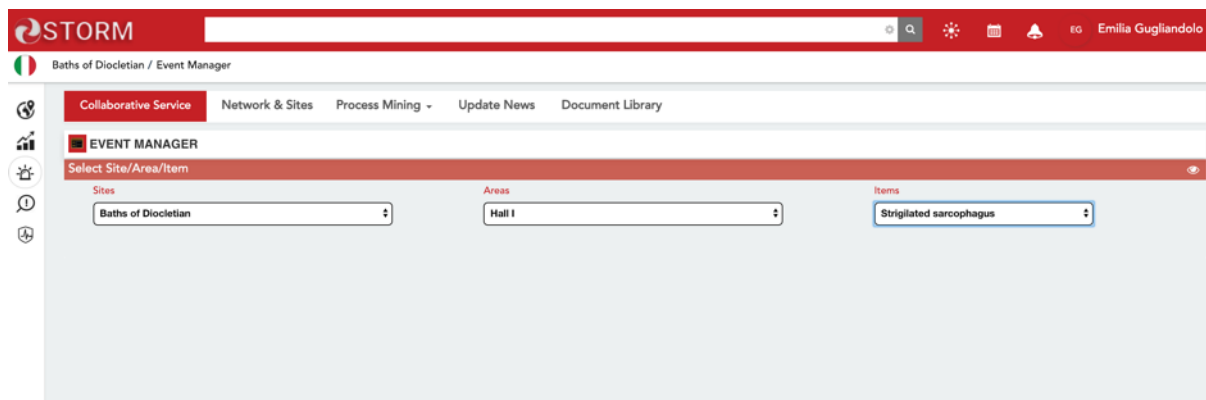 STORM
EG Emilia Gugliandolo
Baths of Diocletian / Event Manager
Collaborative Service Network & Sites Process Mining Update News Document Library
EVENT MANAGER
Select Site/Area/Item
Sites Areas Items
Baths of Diocletian Hall I Strigilated sarcophagus